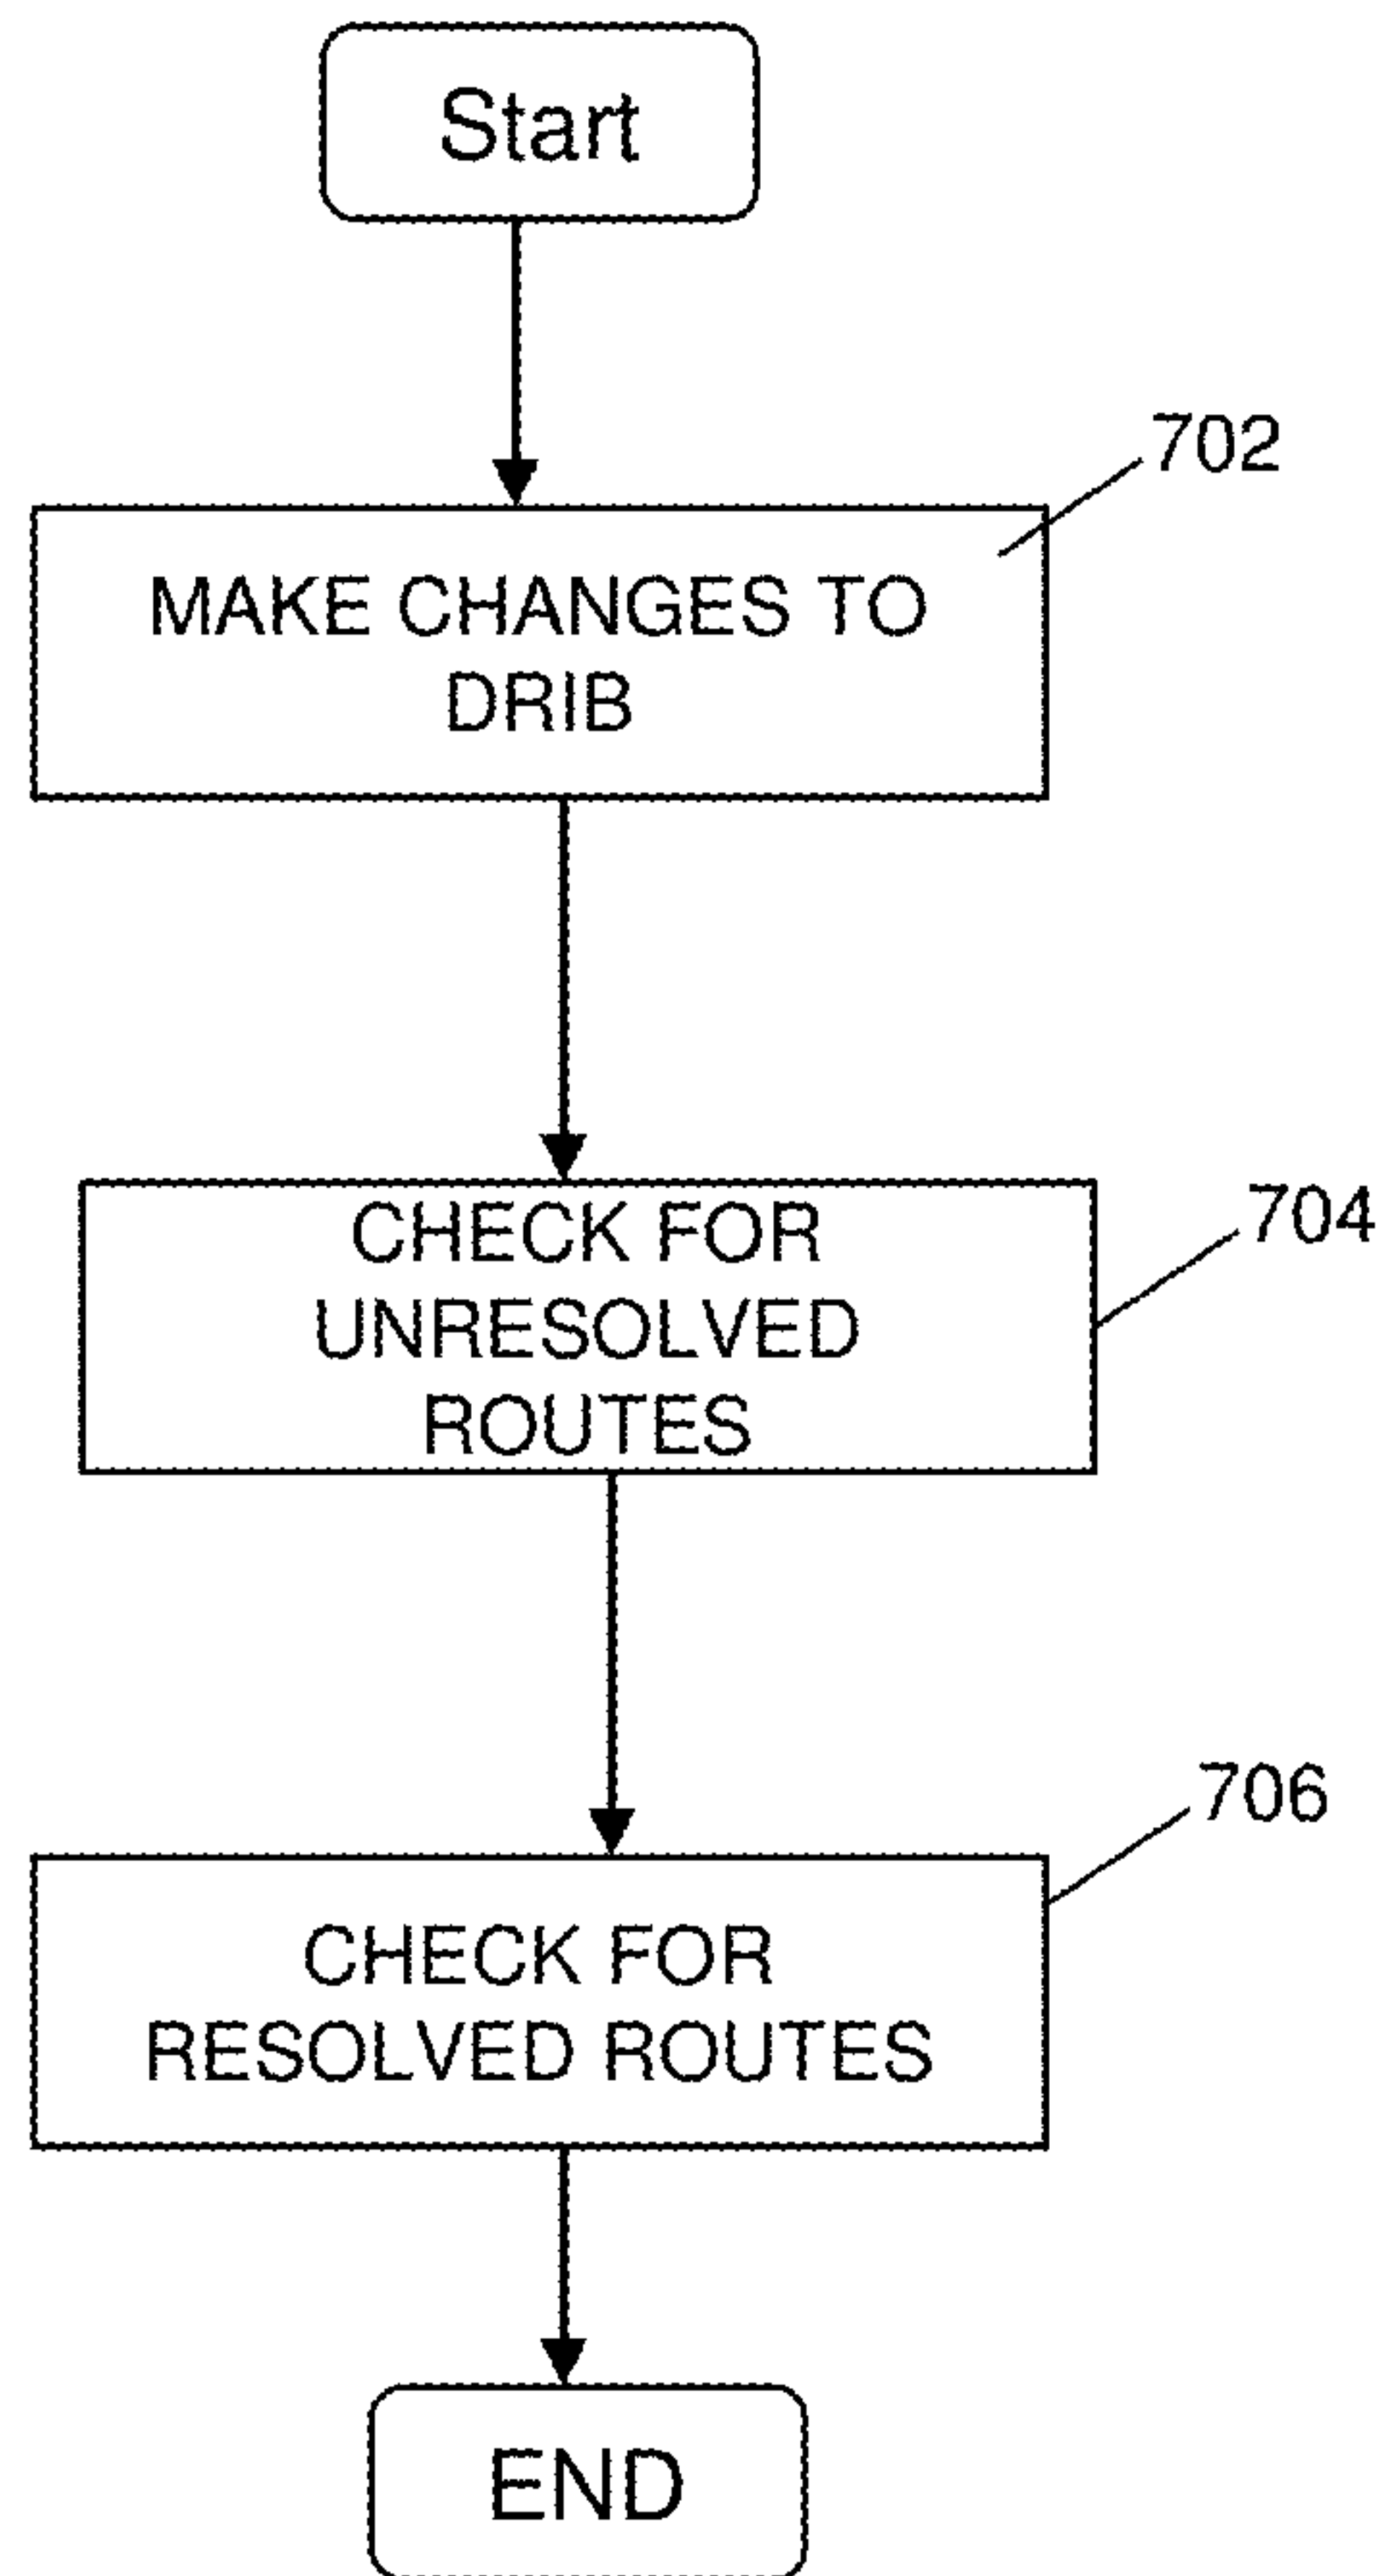 Start
702
MAKE CHANGES TO
DRIB
CHECK FOR
704
UNRESOLVED
ROUTES
706
CHECK FOR
RESOLVED ROUTES
END